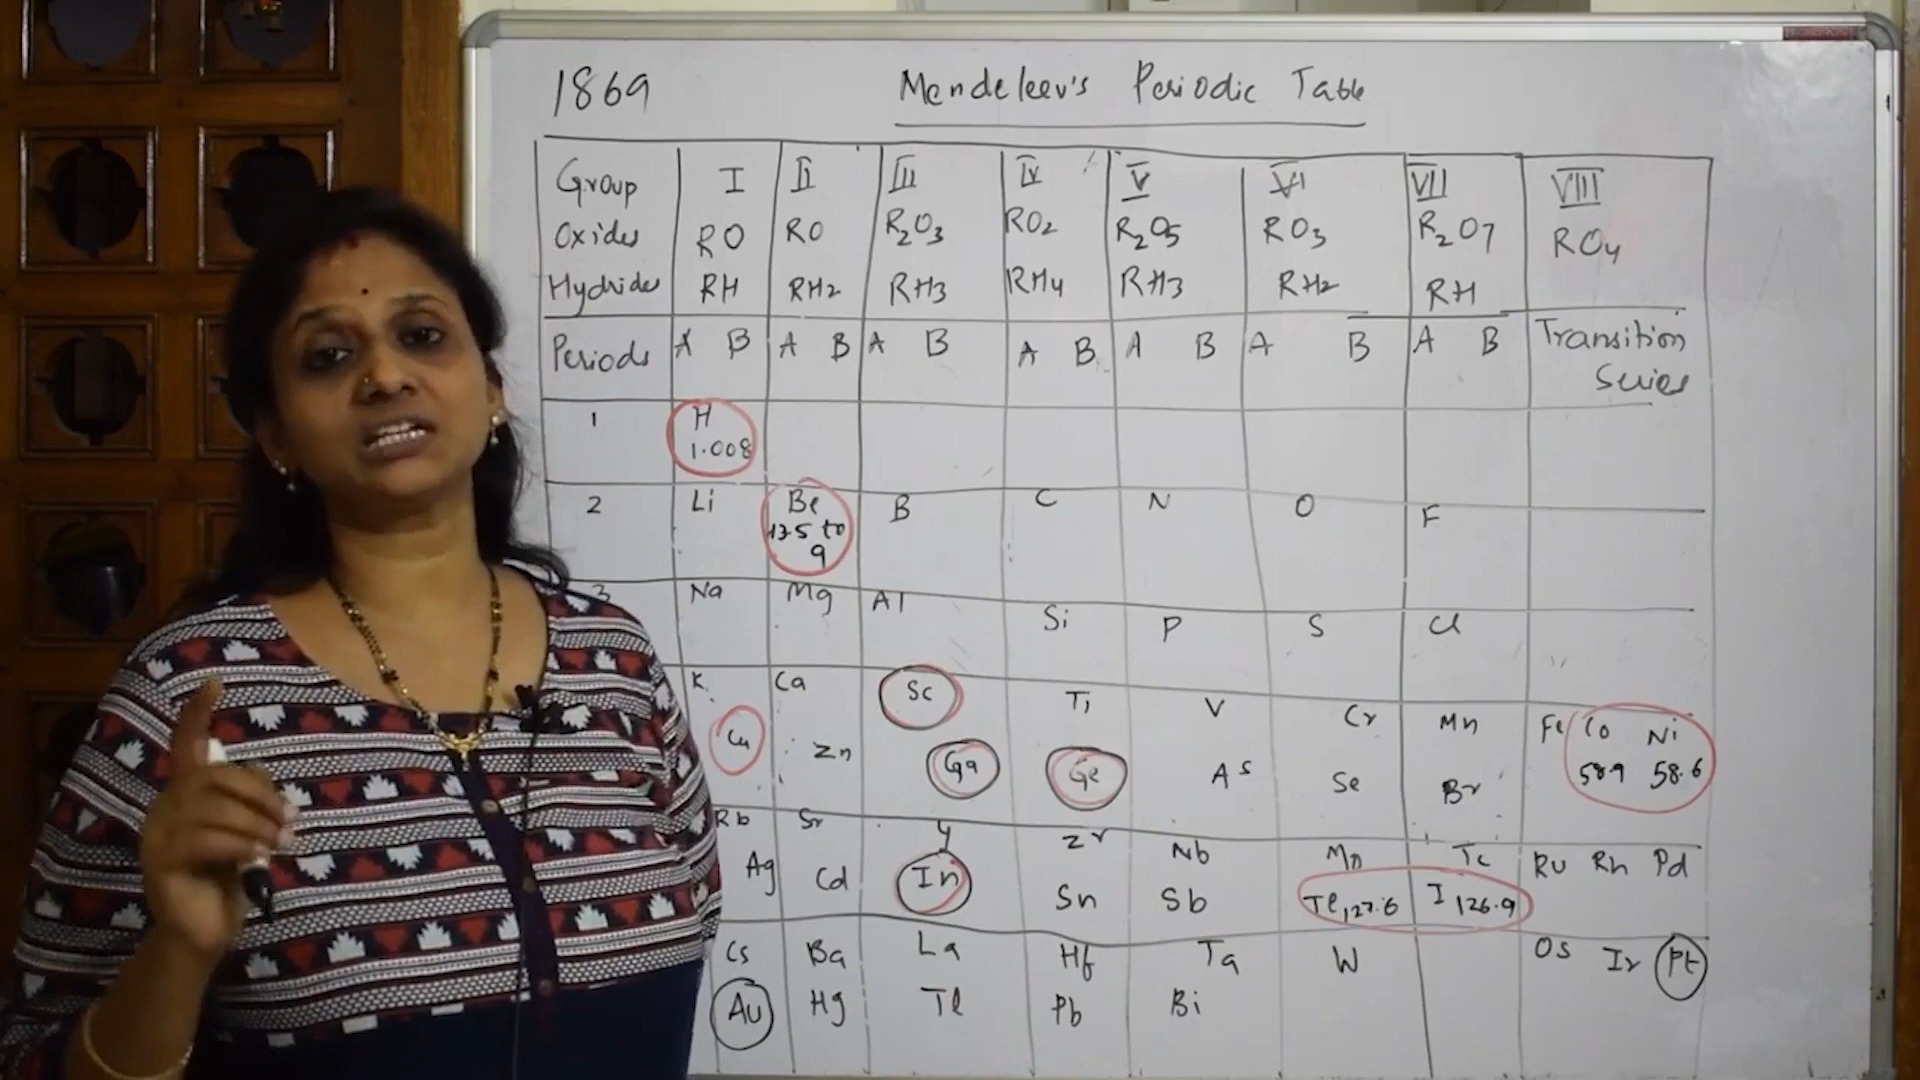 1869 Mendeleev's Periodic Table
Group I II III IV V VI VII VIII
Oxides RO RO R2O3 RO2 R2O5 RO3 R2O7 RO4
Hydrides RH RH2 RH3 RH4 RH3 RH2 RH
Periods A B A B A B A B A B A B A B Transition
Series
1 H
1.008
2 Li Be B C N O F
13.5 to
9
3 Na Mg Al Si P S Cl
K Ca Sc Ti V Cr Mn Fe Co Ni
Cu Zn Ga Ge As Se Br 58.9 58.6
Rb Sr Y Zr Nb Mn Tc Ru Rh Pd
Ag Cd In Sn Sb Te 127.6 I 126.9
Cs Ba La Hf Ta W Os Ir Pt
Au Hg Tl Pb Bi